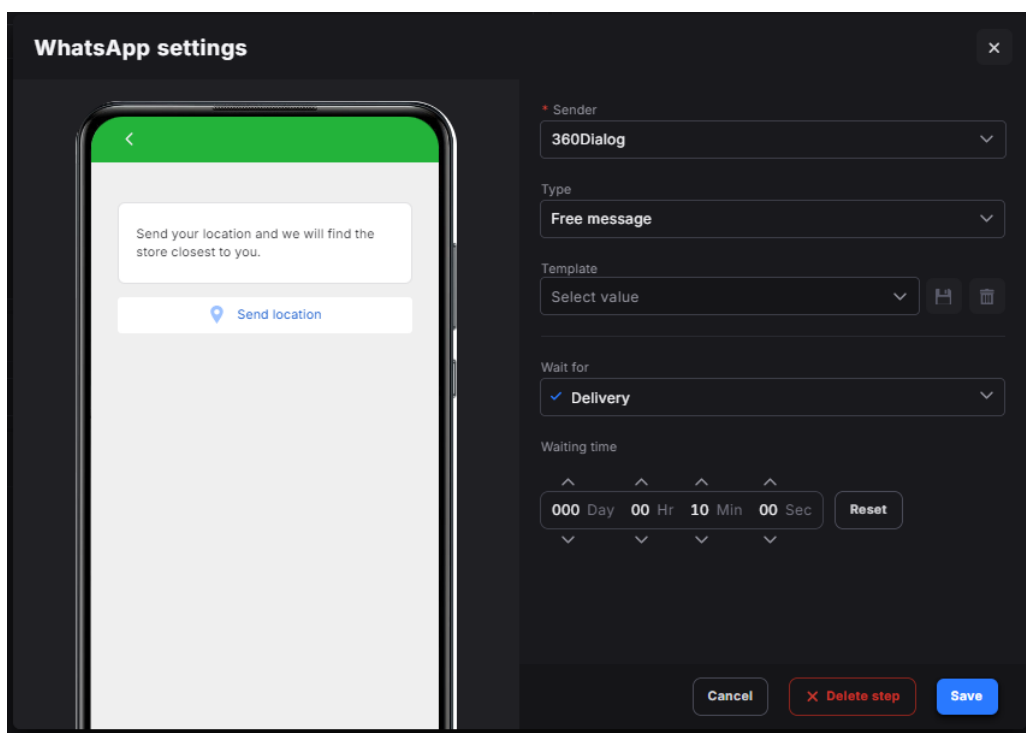 WhatsApp settings
Send your location and we will find the
store closest to you.
Send location
* Sender
360Dialog
Type
Free message
Template
Select value
Wait for
Delivery
Waiting time
000 Day 00 Hr 10 Min 00 Sec
Reset
Cancel
Delete step
Save